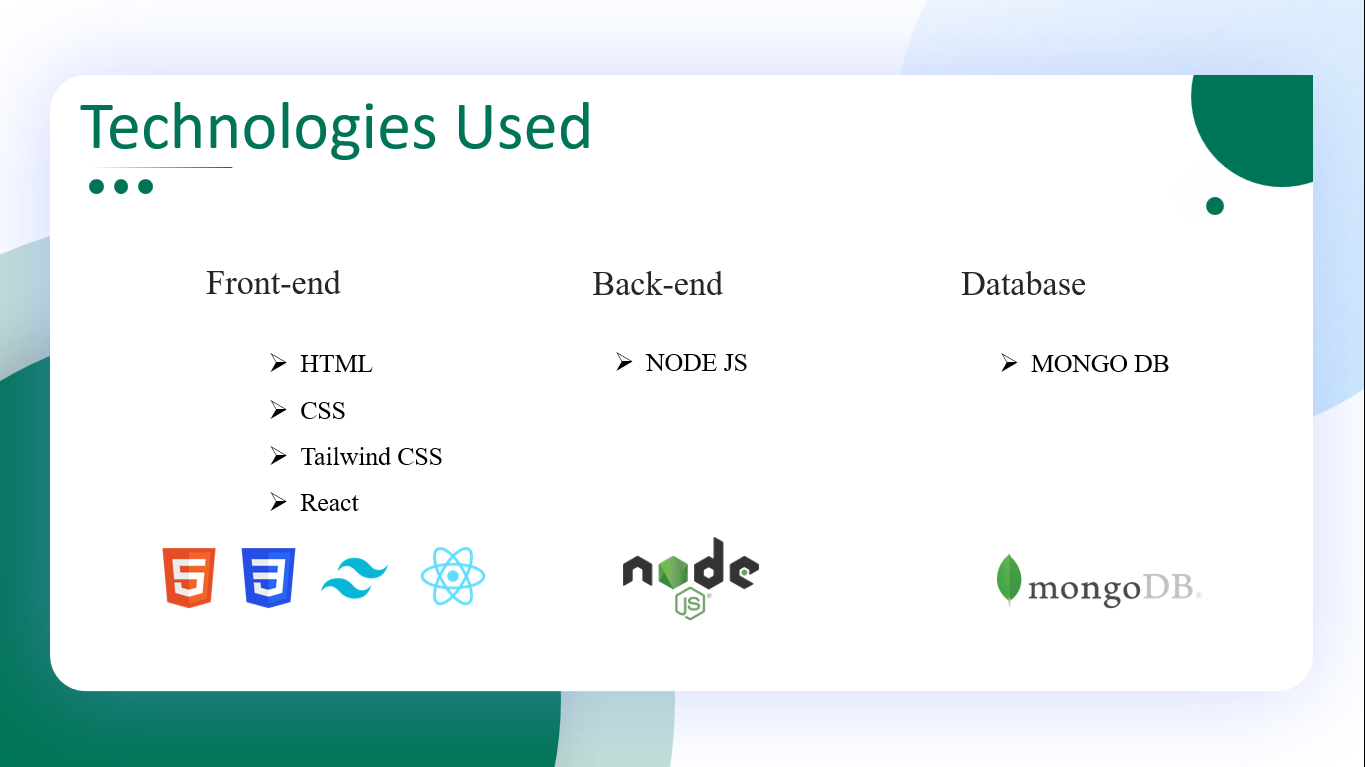 Technologies Used
Front-end
HTML
CSS
Tailwind CSS
React
Back-end
NODE JS
Database
MONGO DB
5
3
node
JS
mongoDB